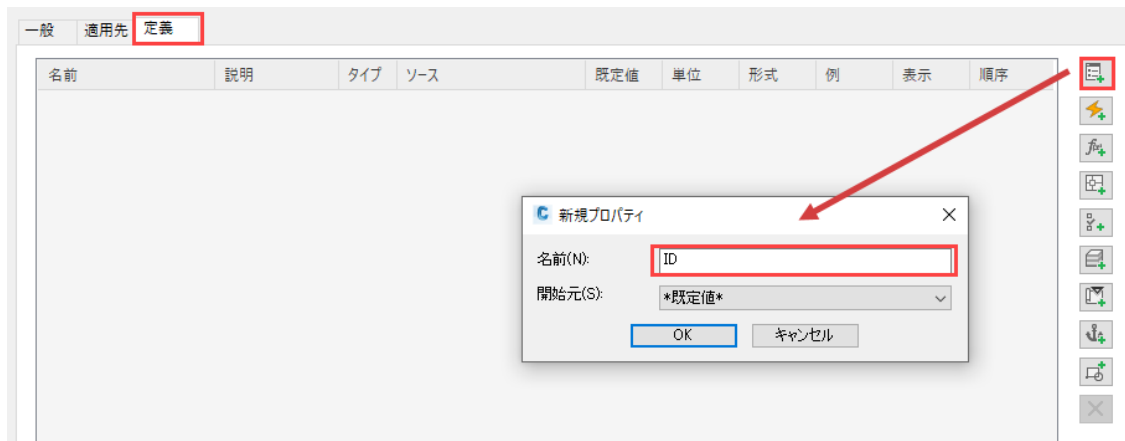 一般 適用先 定義
名前 説明 タイプ ソース 既定値 単位 形式 例 表示 順序
新規プロパティ
名前(N): ID
開始元(S): *既定値*
OK キャンセル